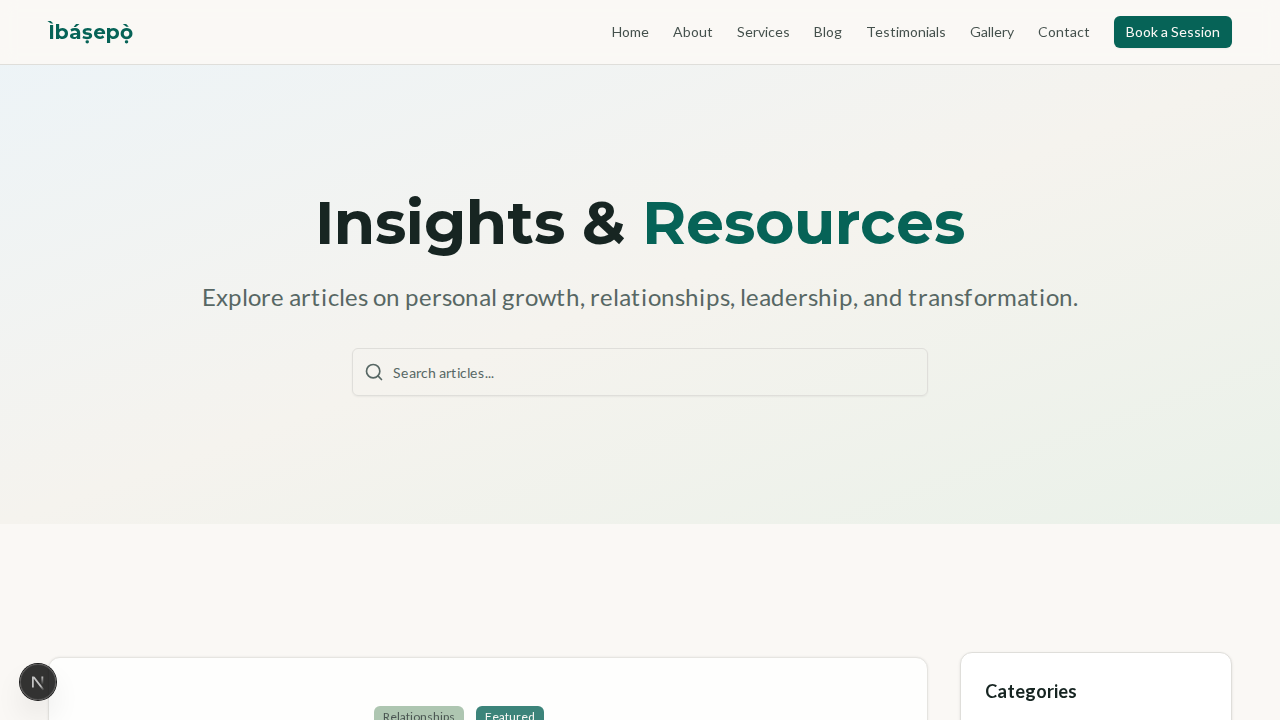 Ìbáṣepọ̀
Home About Services Blog Testimonials Gallery Contact Book a Session
Insights & Resources
Explore articles on personal growth, relationships, leadership, and transformation.
Search articles...
Categories
Relationships Featured
N